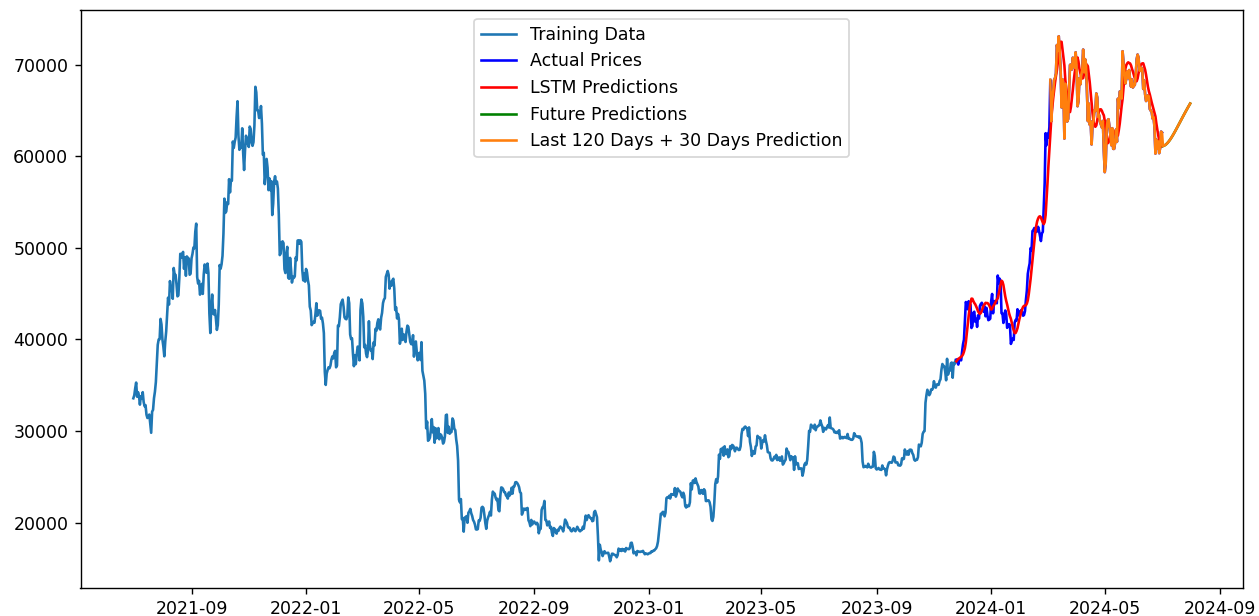 Training Data
Actual Prices
LSTM Predictions
Future Predictions
Last 120 Days + 30 Days Prediction
70000
60000
50000
40000
30000
20000
2021-09 2022-01 2022-05 2022-09 2023-01 2023-05 2023-09 2024-01 2024-05 2024-09